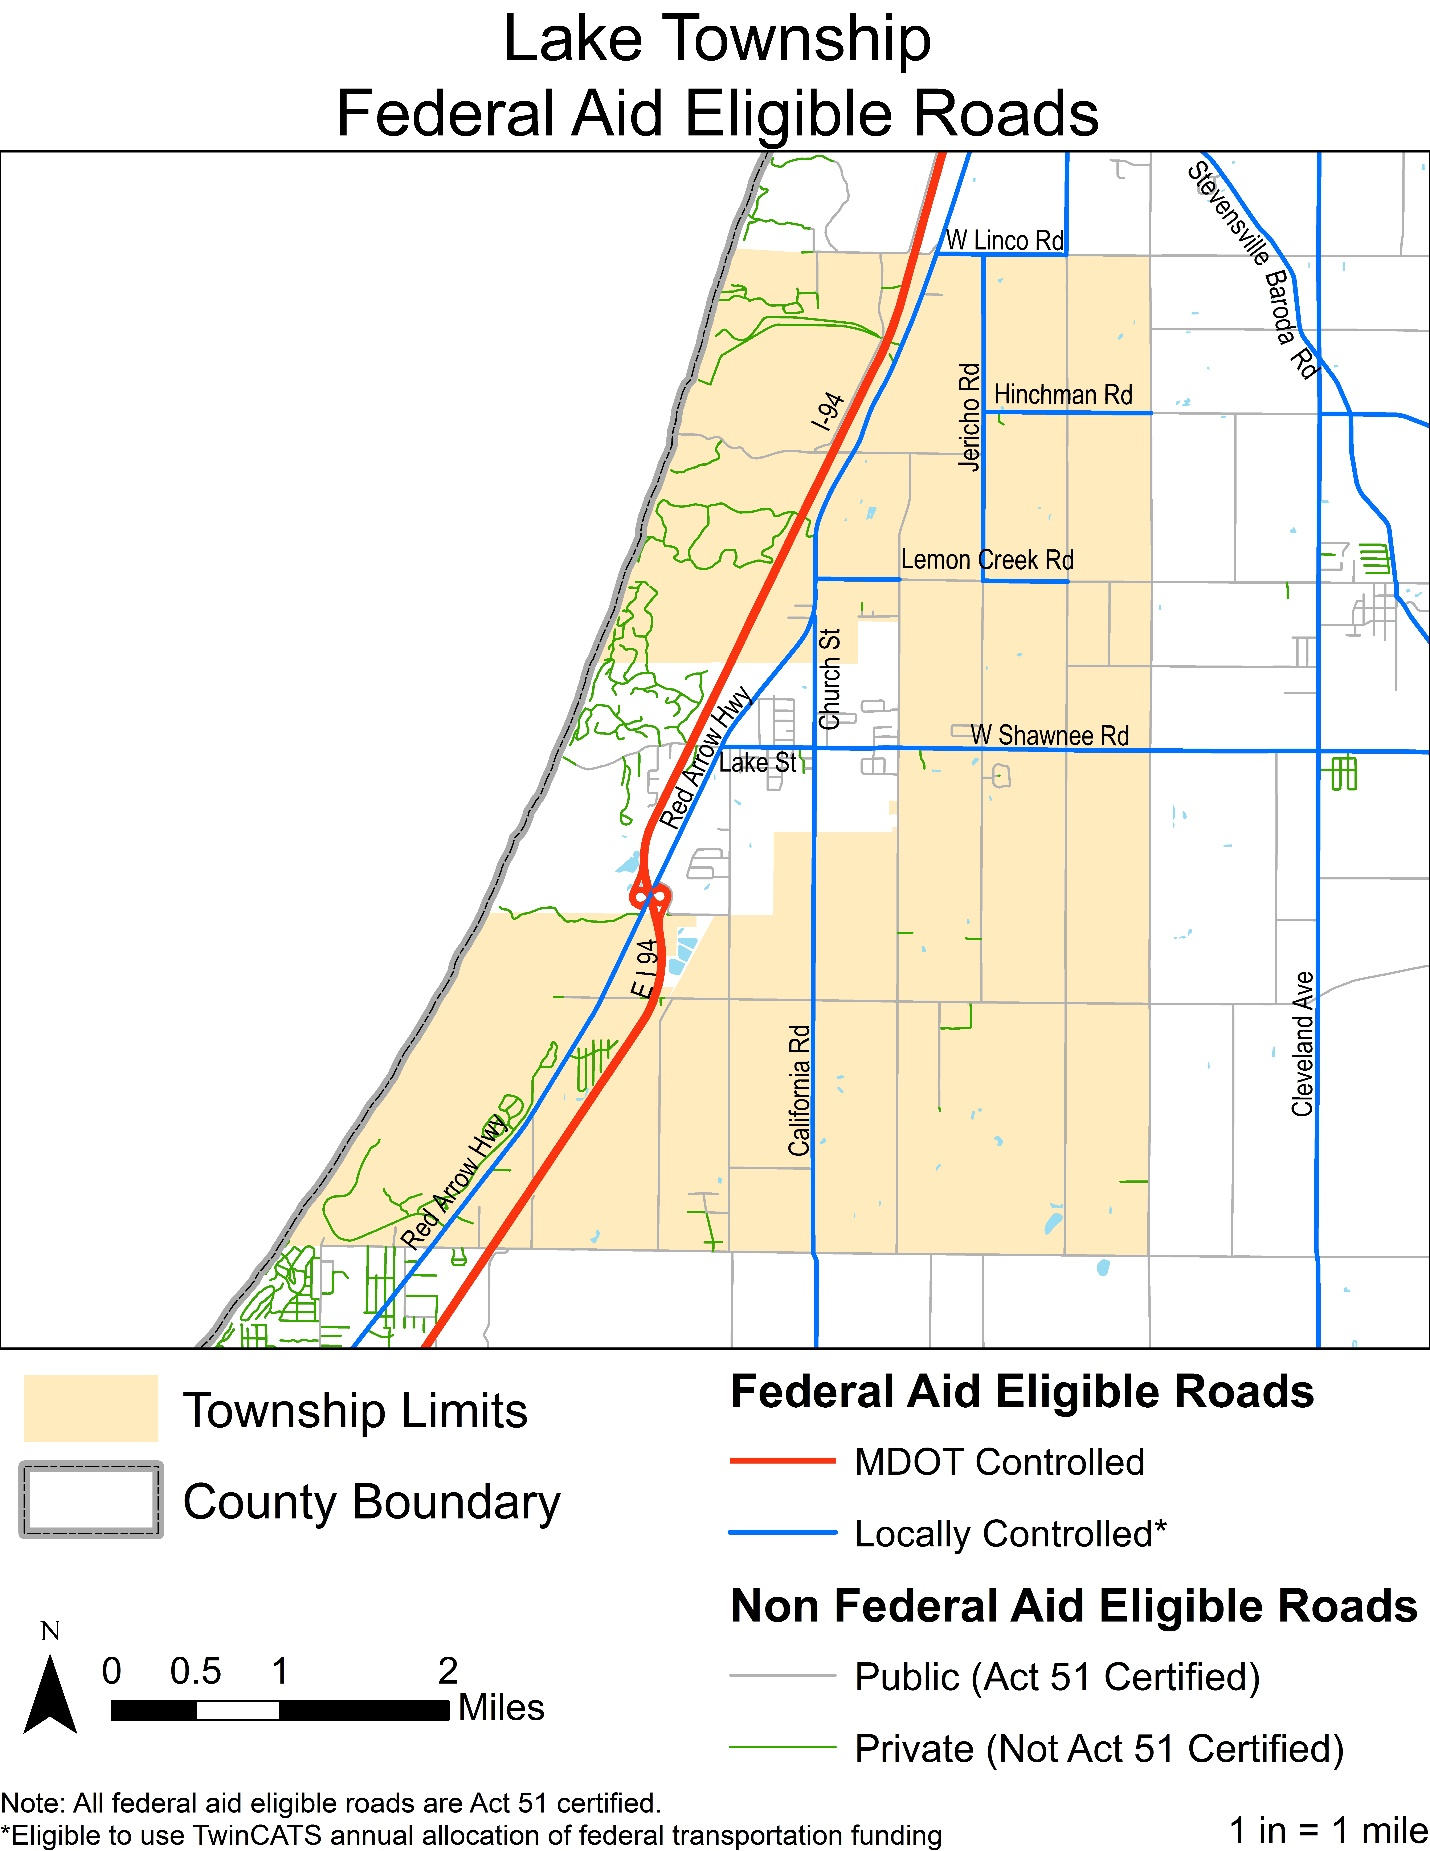 Lake Township
Federal Aid Eligible Roads
Stevensville Baroda Rd
W Linco Rd
I-94
Jericho Rd
Hinchman Rd
Lemon Creek Rd
Church St
Red Arrow Hwy
W Shawnee Rd
Lake St
E I 94
California Rd
Cleveland Ave
Red Arrow Hwy
Township Limits
County Boundary
Federal Aid Eligible Roads
MDOT Controlled
Locally Controlled*
Non Federal Aid Eligible Roads
Public (Act 51 Certified)
Private (Not Act 51 Certified)
N
0 0.5 1 2
Miles
Note: All federal aid eligible roads are Act 51 certified.
*Eligible to use TwinCATS annual allocation of federal transportation funding
1 in = 1 mile